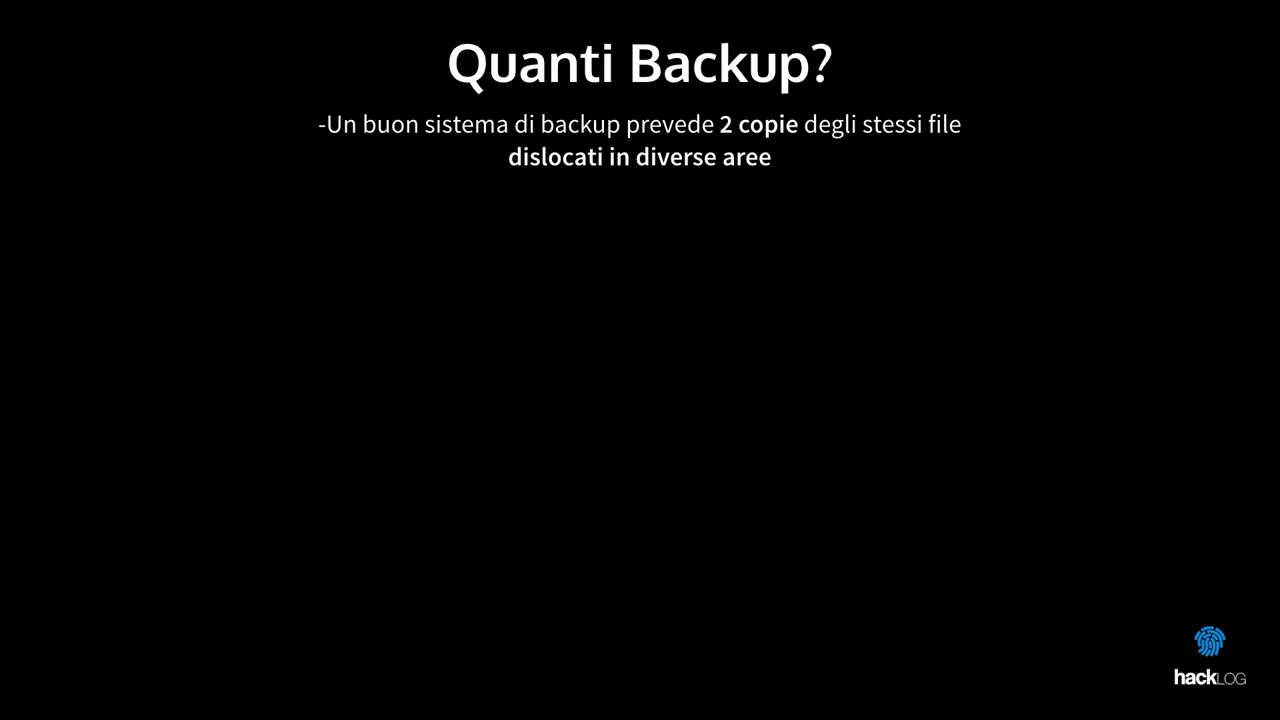 Quanti Backup?
-Un buon sistema di backup prevede 2 copie degli stessi file
dislocati in diverse aree
hackLOG